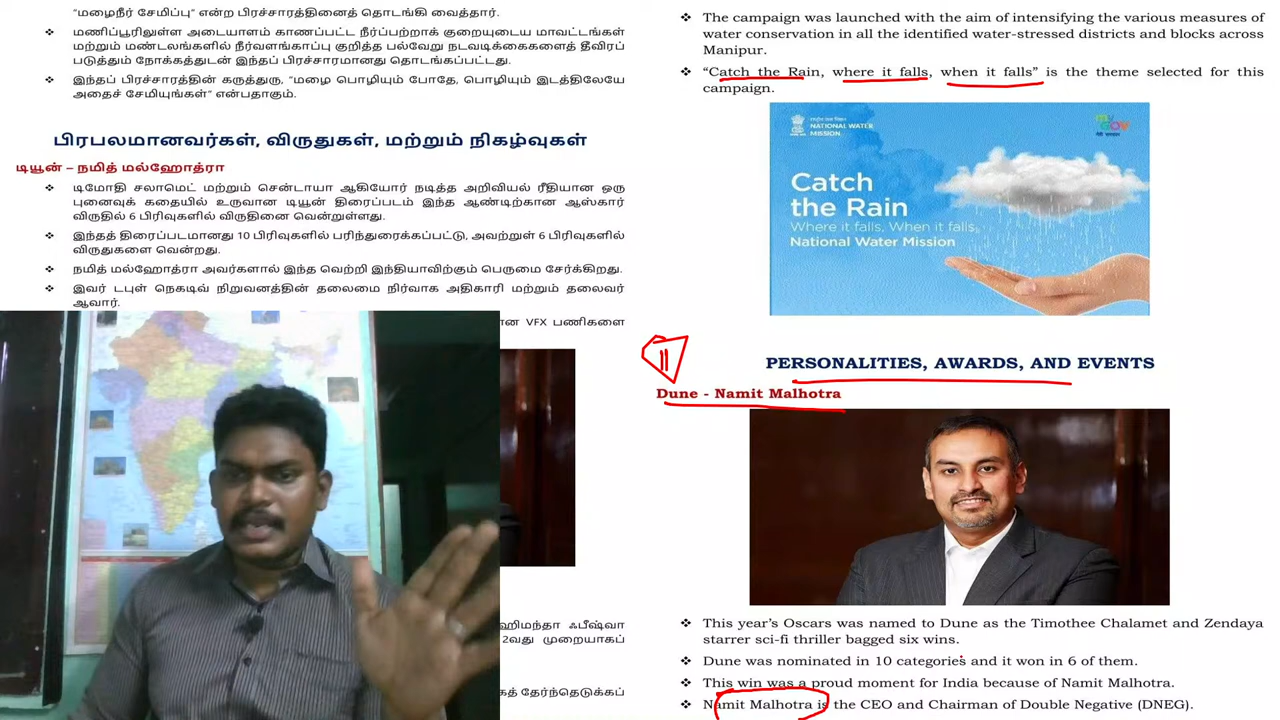 “மழைநீர் சேமிப்பு” என்ற பிரச்சாரத்தினைத் தொடங்கி வைத்தார்.
❖ மணிப்பூரிலுள்ள அடையாளம் காணப்பட்ட நீர்ப்பற்றாக் குறையுடைய மாவட்டங்கள்
மற்றும் மண்டலங்களில் நீர்வளங்காப்பு குறித்த பல்வேறு நடவடிக்கைகளைத் தீவிரப்
படுத்தும் நோக்கத்துடன் இந்தப் பிரச்சாரமானது தொடங்கப்பட்டது.
❖ இந்தப் பிரச்சாரத்தின் கருத்துரு, “மழை பொழியும் போதே, பொழியும் இடத்திலேயே
அதைச் சேமியுங்கள்” என்பதாகும்.
பிரபலமானவர்கள், விருதுகள், மற்றும் நிகழ்வுகள்
டியூன் – நமித் மல்ஹோத்ரா
❖ டிமோதி சலாமெட் மற்றும் சென்டாயா ஆகியோர் நடித்த அறிவியல் ரீதியான ஒரு
புனைவுக் கதையில் உருவான டியூன் திரைப்படம் இந்த ஆண்டிற்கான ஆஸ்கார்
விருதில் 6 பிரிவுகளில் விருதினை வென்றுள்ளது.
❖ இந்தத் திரைப்படமானது 10 பிரிவுகளில் பரிந்துரைக்கப்பட்டு, அவற்றுள் 6 பிரிவுகளில்
விருதுகளை வென்றது.
❖ நமித் மல்ஹோத்ரா அவர்களால் இந்த வெற்றி இந்தியாவிற்கும் பெருமை சேர்க்கிறது.
❖ இவர் டபுள் நெகடிவ் நிறுவனத்தின் தலைமை நிர்வாக அதிகாரி மற்றும் தலைவர்
ஆவார்.
ான VFX பணிகளை
ஹிமந்தா ஃபீஷ்வா
2வது முறையாகப்
கத் தேர்ந்தெடுக்கப்
❖ The campaign was launched with the aim of intensifying the various measures of
water conservation in all the identified water-stressed districts and blocks across
Manipur.
❖ “Catch the Rain, where it falls, when it falls” is the theme selected for this
campaign.
NATIONAL WATER
MISSION
my
GOV
Catch
the Rain
Where it falls, When it falls
National Water Mission
11
PERSONALITIES, AWARDS, AND EVENTS
Dune - Namit Malhotra
❖ This year’s Oscars was named to Dune as the Timothee Chalamet and Zendaya
starrer sci-fi thriller bagged six wins.
❖ Dune was nominated in 10 categories and it won in 6 of them.
❖ This win was a proud moment for India because of Namit Malhotra.
❖ Namit Malhotra is the CEO and Chairman of Double Negative (DNEG).